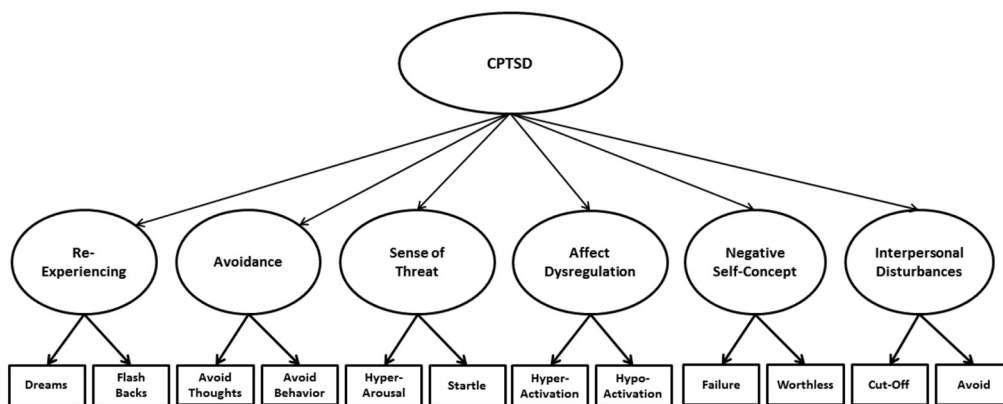 CPTSD
Re-
Experiencing
Avoidance
Sense of
Threat
Affect
Dysregulation
Negative
Self-Concept
Interpersonal
Disturbances
Dreams
Flash
Backs
Avoid
Thoughts
Avoid
Behavior
Hyper-
Arousal
Startle
Hyper-
Activation
Hypo-
Activation
Failure
Worthless
Cut-Off
Avoid